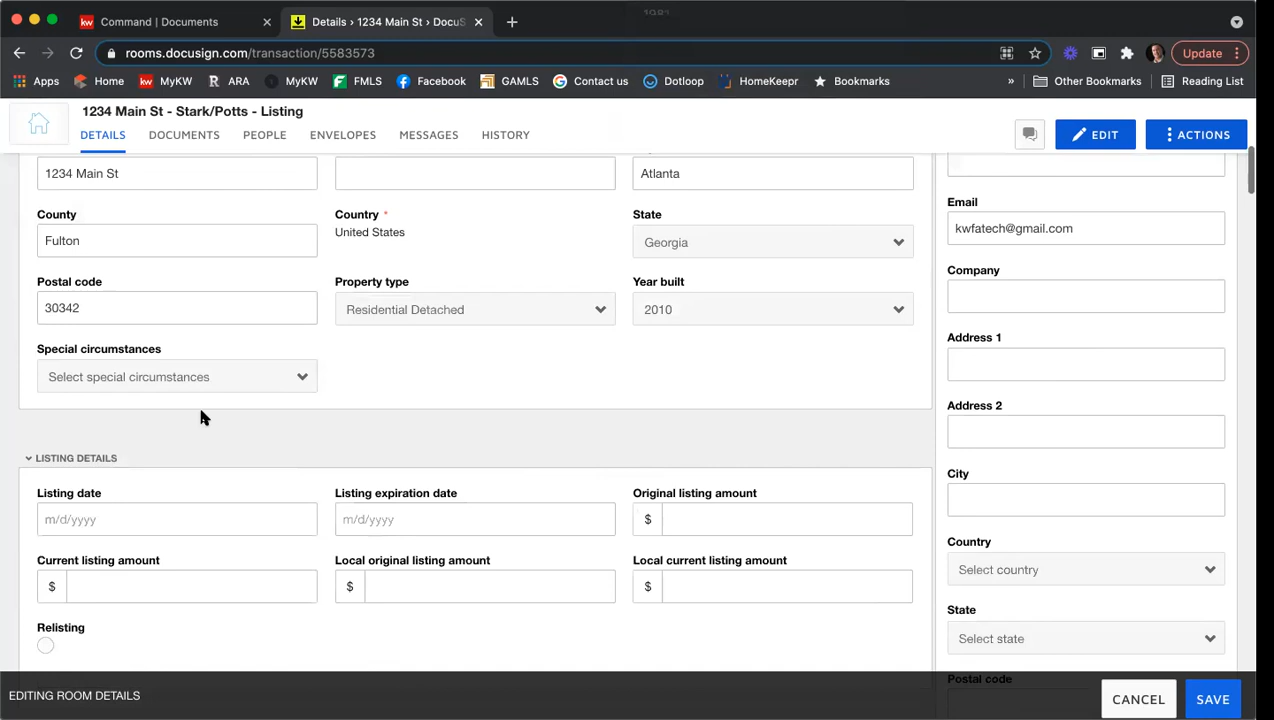 1981
Command | Documents
Details › 1234 Main St › DocuS
rooms.docusign.com/transaction/5583573
Update
Apps Home MyKW ARA MyKW FMLS Facebook GAMLS Contact us Dotloop HomeKeepr Bookmarks » Other Bookmarks Reading List
1234 Main St - Stark/Potts - Listing
DETAILS DOCUMENTS PEOPLE ENVELOPES MESSAGES HISTORY EDIT ACTIONS
1234 Main St Atlanta
Email
kwfatech@gmail.com
County Country * State
Fulton United States Georgia
Company
Postal code Property type Year built
30342 Residential Detached 2010
Address 1
Special circumstances
Select special circumstances
Address 2
LISTING DETAILS
City
Listing date Listing expiration date Original listing amount
m/d/yyyy m/d/yyyy $
Country
Current listing amount Local original listing amount Local current listing amount
Select country
$ $ $
State
Relisting
Select state
Postal code
EDITING ROOM DETAILS CANCEL SAVE